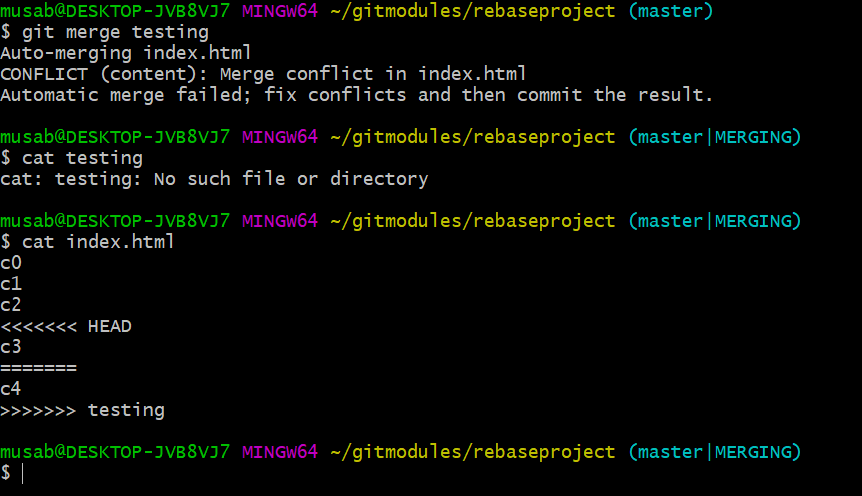 musab@DESKTOP-JVB8VJ7 MINGW64 ~/gitmodules/rebaseproject (master)
$ git merge testing
Auto-merging index.html
CONFLICT (content): Merge conflict in index.html
Automatic merge failed; fix conflicts and then commit the result.
musab@DESKTOP-JVB8VJ7 MINGW64 ~/gitmodules/rebaseproject (master|MERGING)
$ cat testing
cat: testing: No such file or directory
musab@DESKTOP-JVB8VJ7 MINGW64 ~/gitmodules/rebaseproject (master|MERGING)
$ cat index.html
c0
c1
c2
<<<<<<< HEAD
c3
=======
c4
>>>>>>> testing
musab@DESKTOP-JVB8VJ7 MINGW64 ~/gitmodules/rebaseproject (master|MERGING)
$